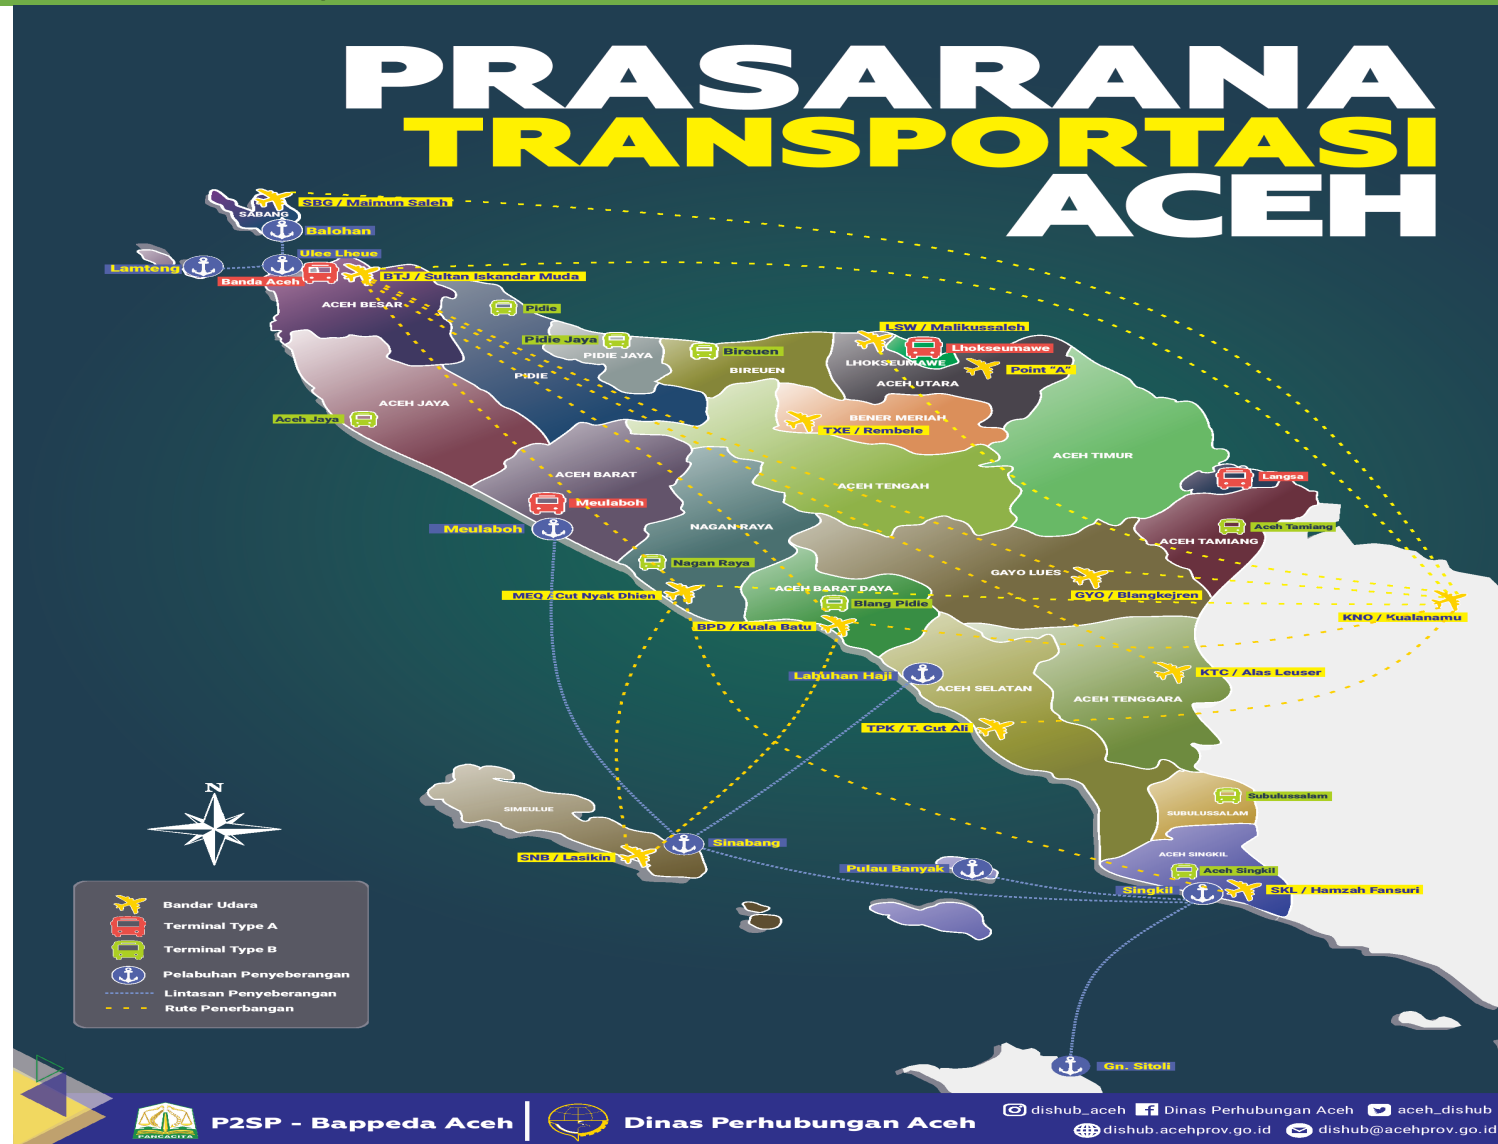 PRASARANA
TRANSPORTASI
ACEH
SBG / Maimun Saleh
SABANG
Balohan
Ulee Lheue
Lamteng
Banda Aceh
BTJ / Sultan Iskandar Muda
ACEH BESAR
Pidie
LSW / Malikussaleh
Pidie Jaya
Bireuen
Lhokseumawe
PIDIE JAYA
LHOKSEUMAWE
BIREUEN
Point "A"
PIDIE
ACEH UTARA
ACEH JAYA
Aceh Jaya
BENER MERIAH
TXE / Rembele
ACEH TIMUR
ACEH BARAT
Langsa
ACEH TENGAH
Meulaboh
Meulaboh
NAGAN RAYA
Aceh Tamiang
ACEH TAMIANG
Nagan Raya
GAYO LUES
ACEH BARAT DAYA
MEQ / Cut Nyak Dhien
GYO / Blangkejren
Blang Pidie
KNO / Kualanamu
BPD / Kuala Batu
Labuhan Haji
KTC / Alas Leuser
ACEH SELATAN
ACEH TENGGARA
TPK / T. Cut Ali
N
Subulussalam
SIMEULUE
SUBULUSSALAM
Sinabang
SNB / Lasikin
ACEH SINGKIL
Pulau Banyak
Aceh Singkil
Singkil
SKL / Hamzah Fansuri
Bandar Udara
Terminal Type A
Terminal Type B
Pelabuhan Penyeberangan
Lintasan Penyeberangan
Rute Penerbangan
Gn. Sitoli
PANCACITA
P2SP - Bappeda Aceh
Dinas Perhubungan Aceh
dishub_aceh Dinas Perhubungan Aceh aceh_dishub
dishub.acehprov.go.id dishub@acehprov.go.id